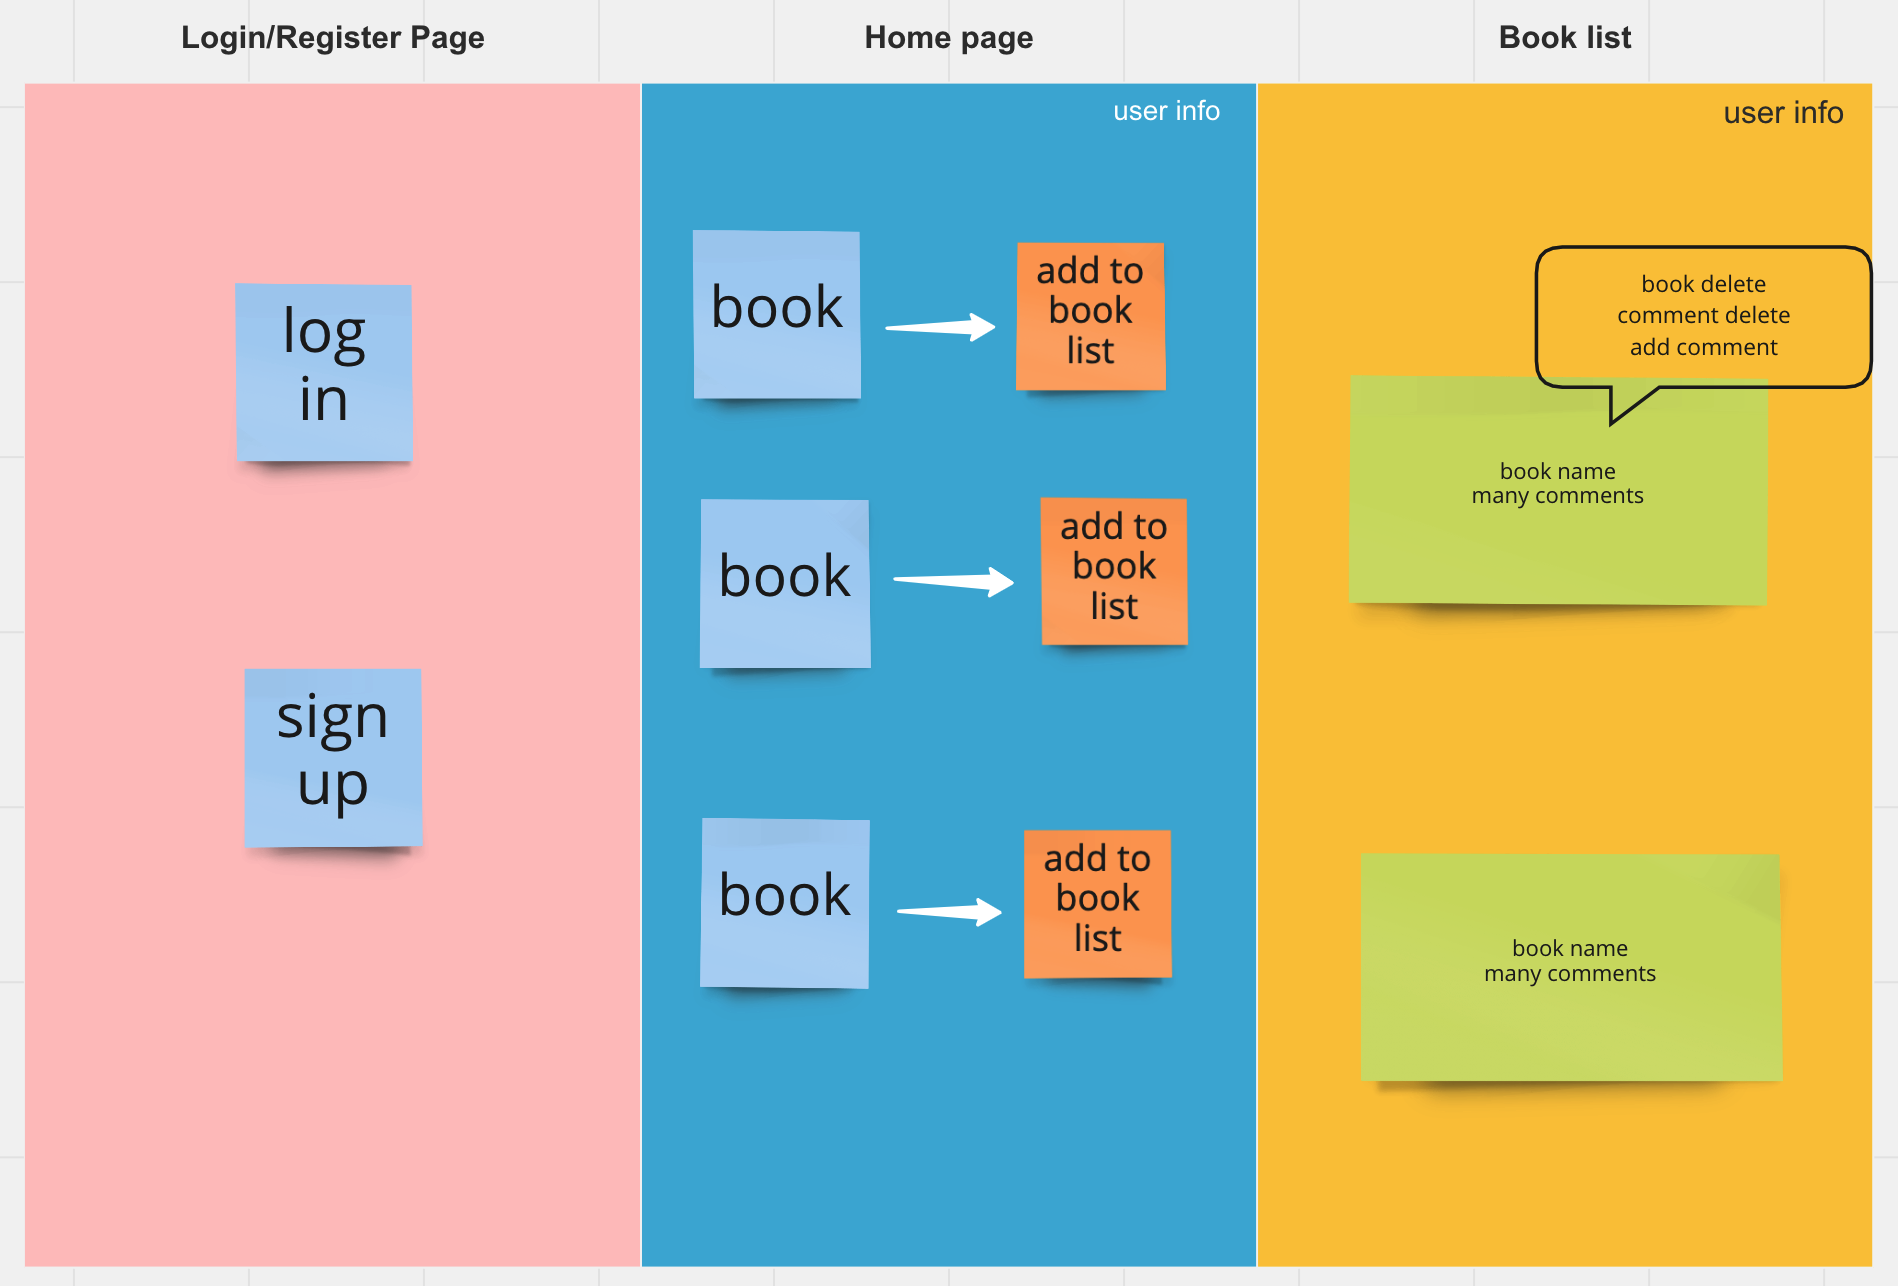 Login/Register Page
Home page
Book list
log
in
sign
up
user info
book
add to
book
list
book
add to
book
list
book
add to
book
list
user info
book delete
comment delete
add comment
book name
many comments
book name
many comments